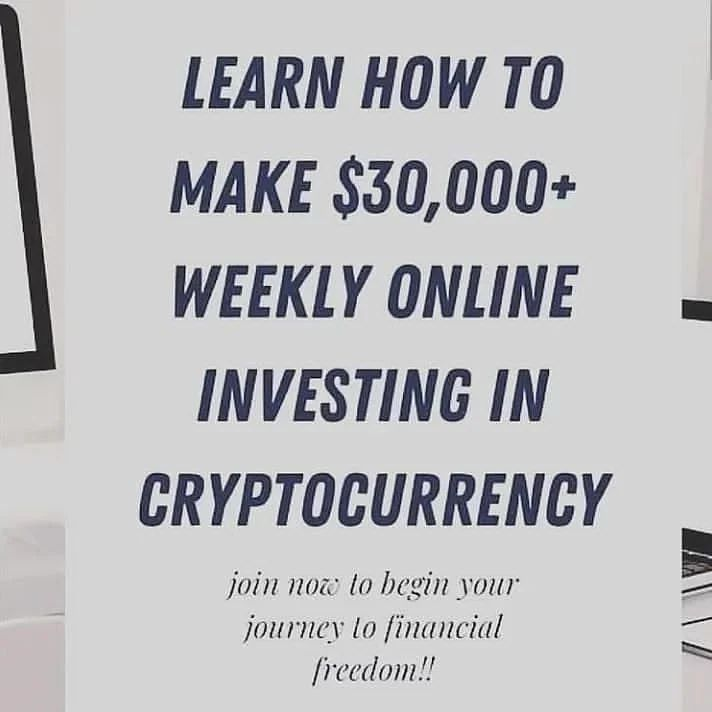 LEARN HOW TO
MAKE $30,000+
WEEKLY ONLINE
INVESTING IN
CRYPTOCURRENCY
join now to begin your
journey to financial
freedom!!